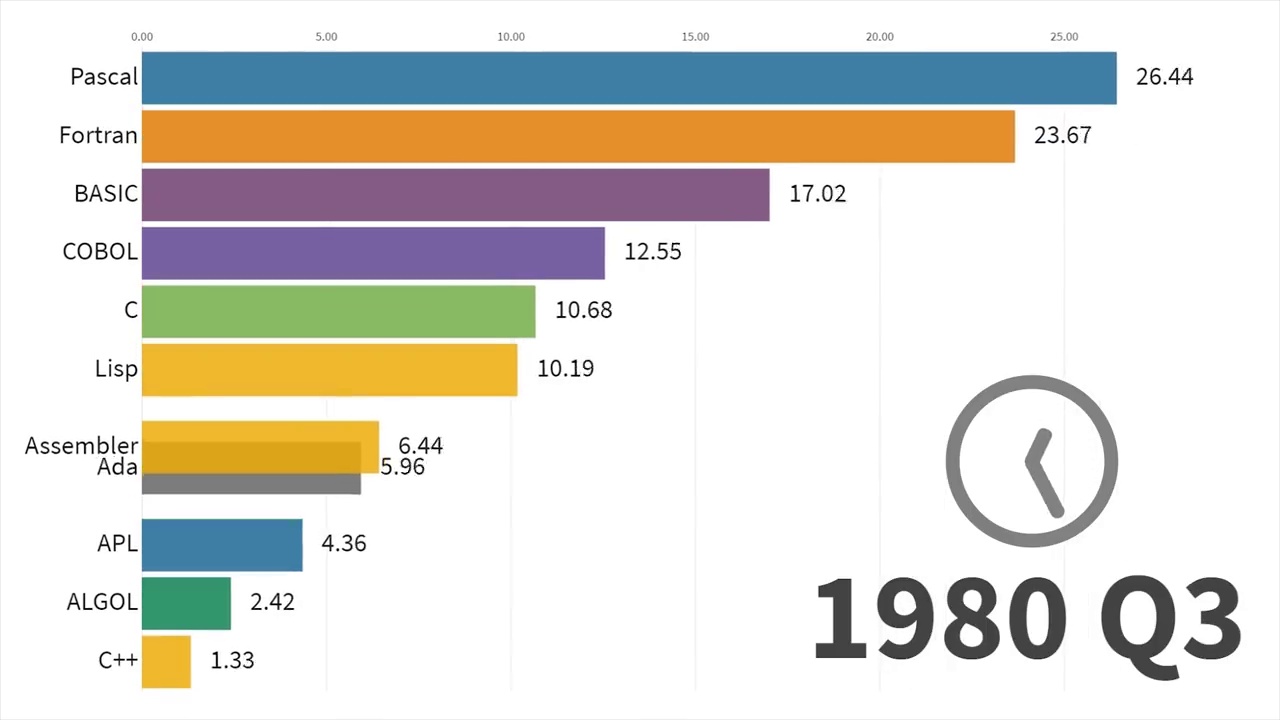 0.00 5.00 10.00 15.00 20.00 25.00
Pascal 26.44
Fortran 23.67
BASIC 17.02
COBOL 12.55
C 10.68
Lisp 10.19
Assembler 6.44
Ada 5.96
APL 4.36
ALGOL 2.42
C++ 1.33
1980 Q3